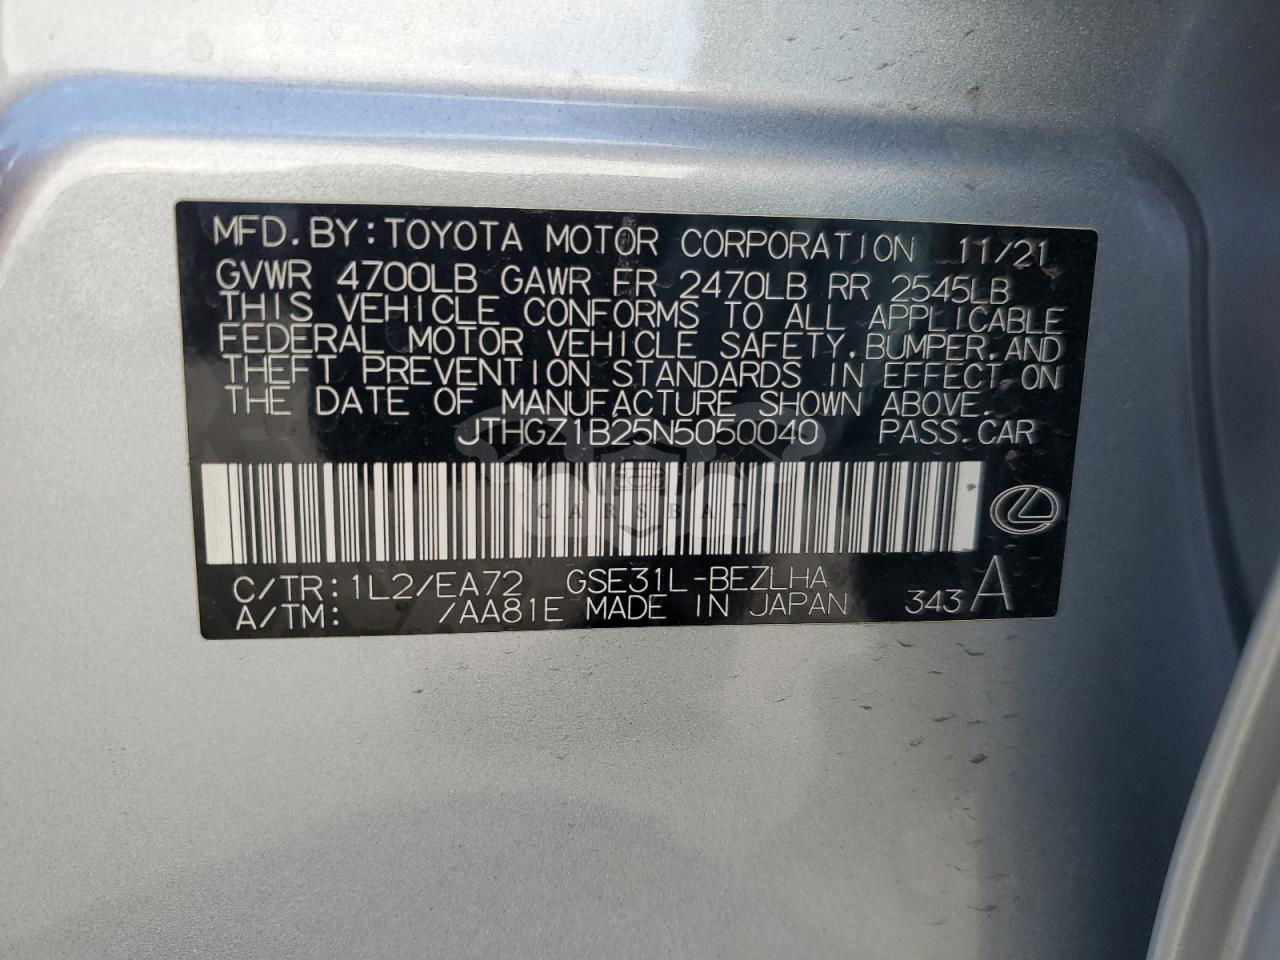 MFD.BY:TOYOTA MOTOR CORPORATION 11/21
GVWR 4700LB GAWR FR 2470LB RR 2545LB
THIS VEHICLE CONFORMS TO ALL APPLICABLE
FEDERAL MOTOR VEHICLE SAFETY,BUMPER,AND
THEFT PREVENTION STANDARDS IN EFFECT ON
THE DATE OF MANUFACTURE SHOWN ABOVE.
JTHGZ1B25N5050040 PASS.CAR
CARSBAT
C/TR:1L2/EA72 GSE31L-BEZLHA
A/TM: /AA81E MADE IN JAPAN 343 A